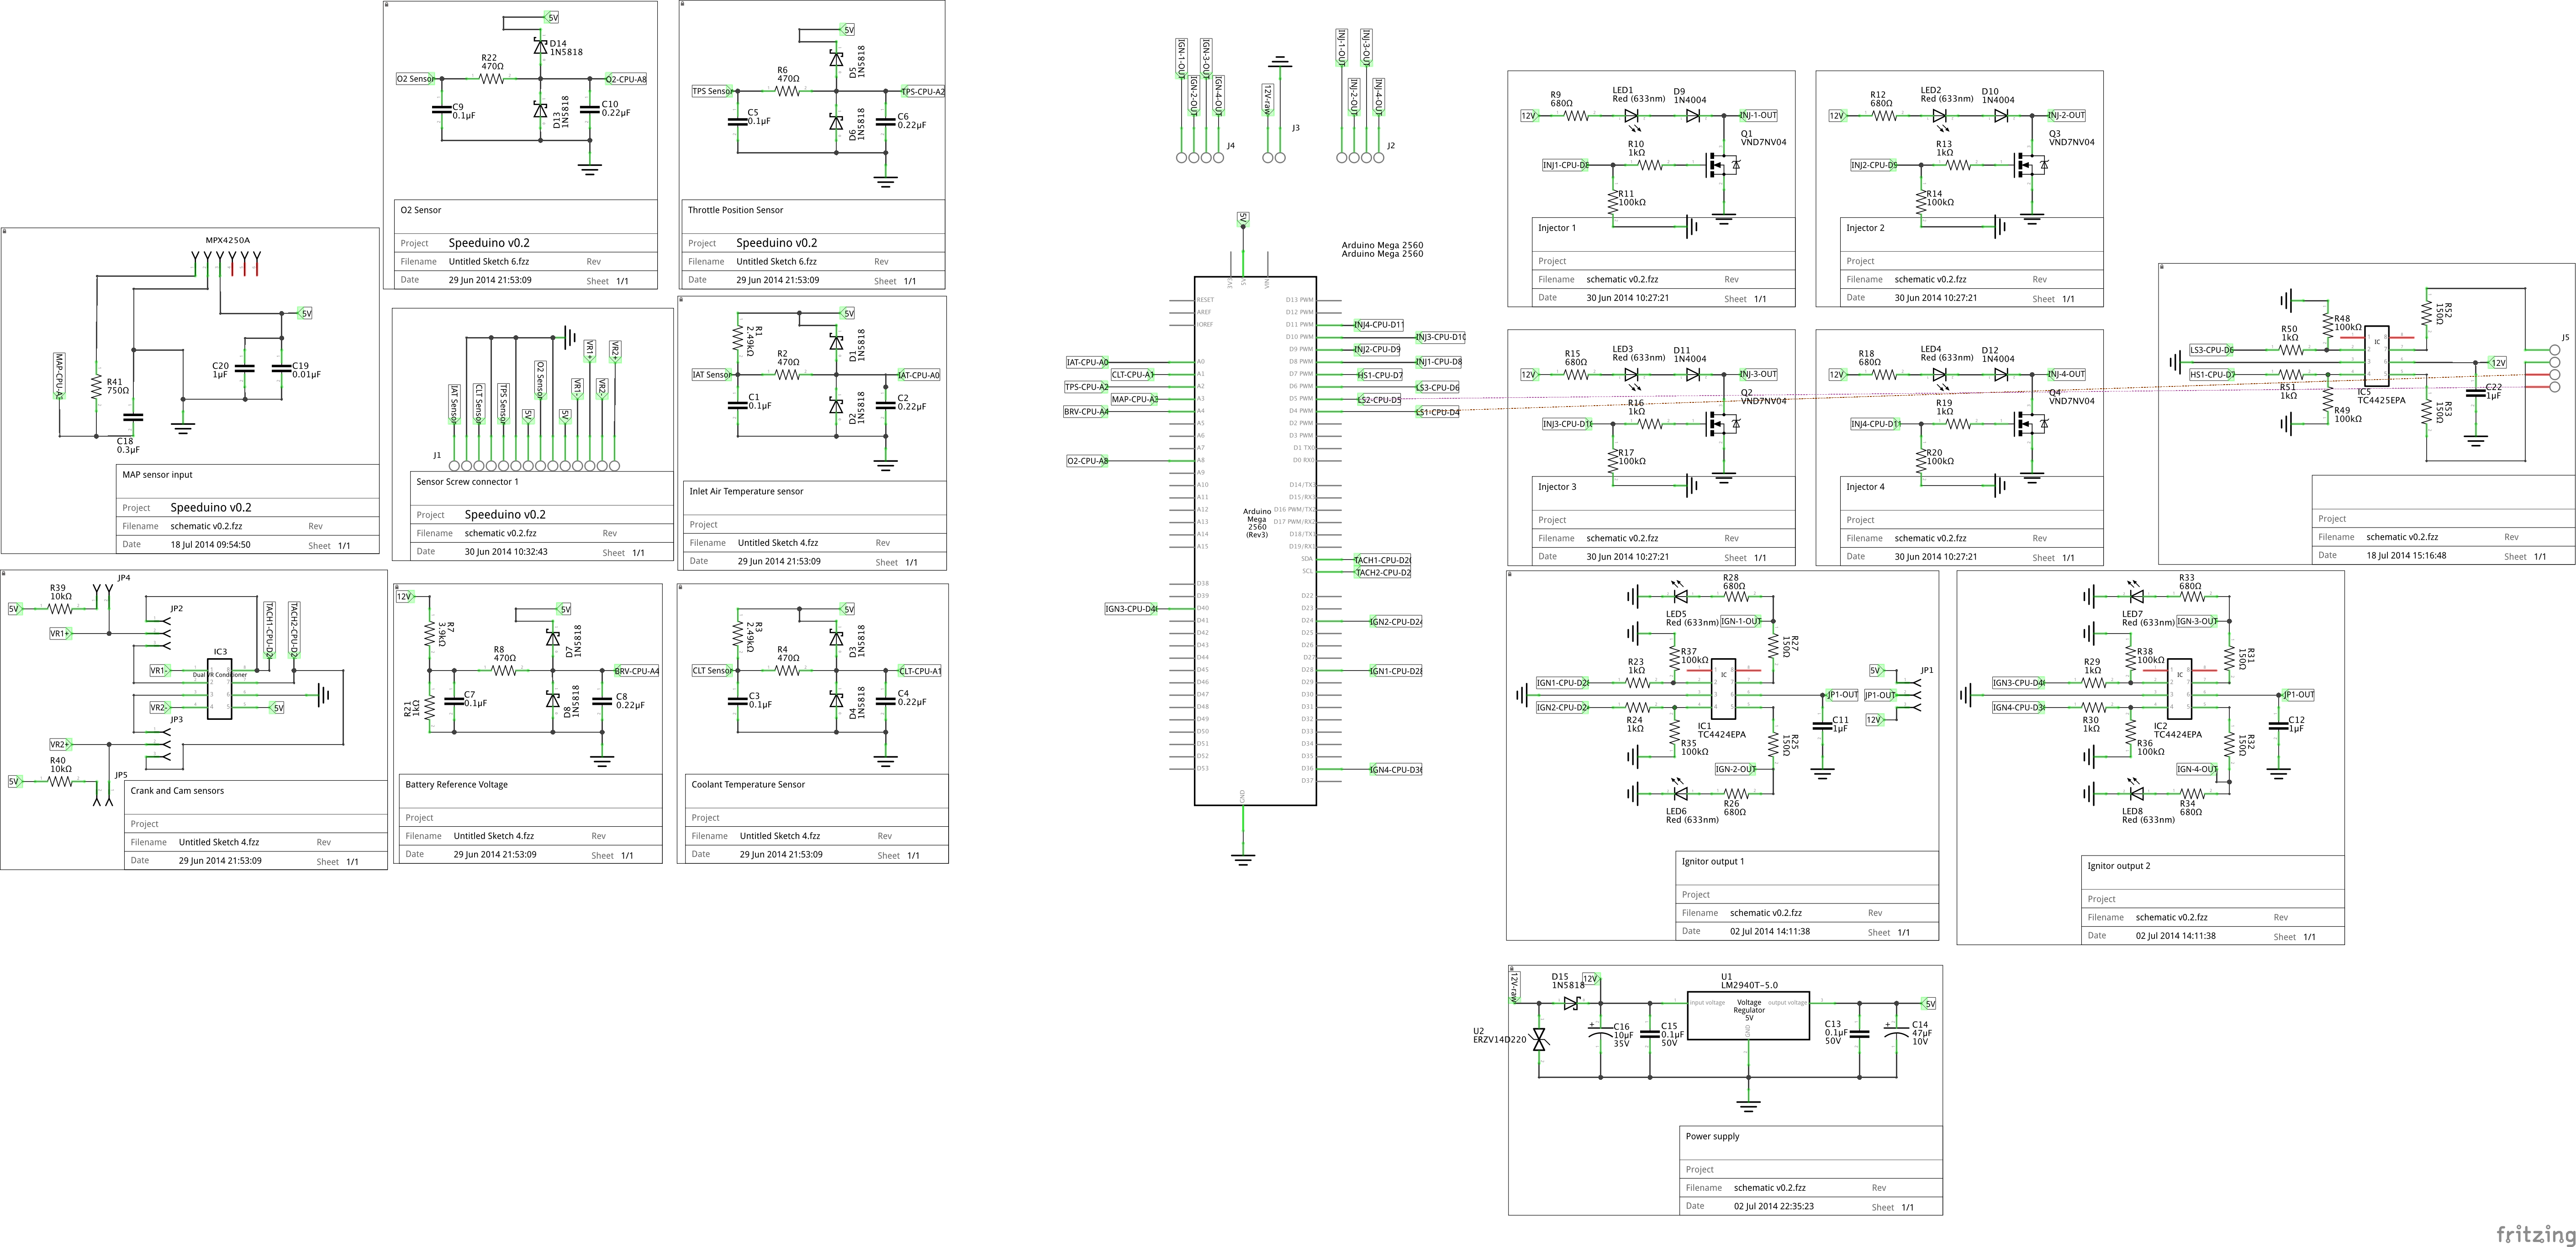 5V
D14
1N5818
R22
470Ω
O2 Sensor
O2-CPU-A8
C9
0.1µF
D13
1N5818
C10
0.22µF
O2 Sensor
Project Speeduino v0.2
Filename Untitled Sketch 6.fzz Rev
Date 29 Jun 2014 21:53:09 Sheet 1/1
5V
D5
1N5818
R6
470Ω
TPS Sensor
TPS-CPU-A2
C5
0.1µF
D6
1N5818
C6
0.22µF
Throttle Position Sensor
Project Speeduino v0.2
Filename Untitled Sketch 6.fzz Rev
Date 29 Jun 2014 21:53:09 Sheet 1/1
MPX4250A
5V
MAP-CPU-A3
R41
750Ω
C20
1µF
C19
0.01µF
C18
0.3µF
MAP sensor input
Project Speeduino v0.2
Filename schematic v0.2.fzz Rev
Date 18 Jul 2014 09:54:50 Sheet 1/1
IAT Sensor
CLT Sensor
TPS Sensor
5V
O2 Sensor
5V
VR1-
VR1+
VR2-
VR2+
J1
Sensor Screw connector 1
Project Speeduino v0.2
Filename schematic v0.2.fzz Rev
Date 30 Jun 2014 10:32:43 Sheet 1/1
5V
R1
2.49kΩ
D1
1N5818
R2
470Ω
IAT Sensor
IAT-CPU-A0
C1
0.1µF
D2
1N5818
C2
0.22µF
Inlet Air Temperature sensor
Project
Filename Untitled Sketch 4.fzz Rev
Date 29 Jun 2014 21:53:09 Sheet 1/1
R39
10kΩ
JP4
5V
JP2
VR1+
TACH1-CPU-D20
TACH2-CPU-D2
IC3
Dual VR Conditioner
VR1-
1 8
2 7
3 6
4 5
VR2-
5V
JP3
VR2+
R40
10kΩ
5V
JP5
Crank and Cam sensors
Project
Filename Untitled Sketch 4.fzz Rev
Date 29 Jun 2014 21:53:09 Sheet 1/1
12V
5V
R7
3.9kΩ
D7
1N5818
R8
470Ω
BRV-CPU-A4
R21
1kΩ
C7
0.1µF
D8
1N5818
C8
0.22µF
Battery Reference Voltage
Project
Filename Untitled Sketch 4.fzz Rev
Date 29 Jun 2014 21:53:09 Sheet 1/1
5V
R3
2.49kΩ
D3
1N5818
R4
470Ω
CLT Sensor
CLT-CPU-A1
C3
0.1µF
D4
1N5818
C4
0.22µF
Coolant Temperature Sensor
Project
Filename Untitled Sketch 4.fzz Rev
Date 29 Jun 2014 21:53:09 Sheet 1/1
IGN-1-OUT
IGN-2-OUT
IGN-3-OUT
IGN-4-OUT
J4
12V-raw
J3
INJ-1-OUT
INJ-2-OUT
INJ-3-OUT
INJ-4-OUT
J2
5V
Arduino Mega 2560
Arduino Mega 2560
3V3
5V
VIN
RESET
AREF
IOREF
IAT-CPU-A0 A0
CLT-CPU-A1 A1
TPS-CPU-A2 A2
MAP-CPU-A3 A3
BRV-CPU-A4 A4
A5
A6
A7
O2-CPU-A8 A8
A9
A10
A11
A12
A13
A14
A15
D38
D39
IGN3-CPU-D40 D40
D41
D42
D43
D44
D45
D46
D47
D48
D49
D50
D51
D52
D53
Arduino
Mega
2560
(Rev3)
D13 PWM
D12 PWM
D11 PWM INJ4-CPU-D11
D10 PWM INJ3-CPU-D10
D9 PWM INJ2-CPU-D9
D8 PWM INJ1-CPU-D8
D7 PWM HS1-CPU-D7
D6 PWM LS3-CPU-D6
D5 PWM LS2-CPU-D5
D4 PWM LS1-CPU-D4
D2 PWM
D3 PWM
D1 TX0
D0 RX0
D14/TX3
D15/RX3
D16 PWM/TX2
D17 PWM/RX2
D18/TX1
D19/RX1
SDA TACH1-CPU-D20
SCL TACH2-CPU-D2
D22
D23
D24 IGN2-CPU-D24
D25
D26
D27
D28 IGN1-CPU-D28
D29
D30
D31
D32
D33
D34
D35
D36 IGN4-CPU-D36
D37
GND
R9
680Ω
LED1
Red (633nm)
D9
1N4004
12V
INJ-1-OUT
Q1
VND7NV04
R10
1kΩ
INJ1-CPU-D8
R11
100kΩ
Injector 1
Project
Filename schematic v0.2.fzz Rev
Date 30 Jun 2014 10:27:21 Sheet 1/1
R12
680Ω
LED2
Red (633nm)
D10
1N4004
12V
INJ-2-OUT
Q3
VND7NV04
R13
1kΩ
INJ2-CPU-D9
R14
100kΩ
Injector 2
Project
Filename schematic v0.2.fzz Rev
Date 30 Jun 2014 10:27:21 Sheet 1/1
R15
680Ω
LED3
Red (633nm)
D11
1N4004
12V
INJ-3-OUT
Q2
VND7NV04
R16
1kΩ
INJ3-CPU-D10
R17
100kΩ
Injector 3
Project
Filename schematic v0.2.fzz Rev
Date 30 Jun 2014 10:27:21 Sheet 1/1
R18
680Ω
LED4
Red (633nm)
D12
1N4004
12V
INJ-4-OUT
Q4
VND7NV04
R19
1kΩ
INJ4-CPU-D11
R20
100kΩ
Injector 4
Project
Filename schematic v0.2.fzz Rev
Date 30 Jun 2014 10:27:21 Sheet 1/1
R48
100kΩ
R52
150Ω
R50
1kΩ
IC
J5
LS3-CPU-D6
12V
HS1-CPU-D7
R51
1kΩ
IC5
TC4425EPA
C22
1µF
R49
100kΩ
R53
150Ω
Project
Filename schematic v0.2.fzz Rev
Date 18 Jul 2014 15:16:48 Sheet 1/1
R28
680Ω
LED5
Red (633nm)
IGN-1-OUT
R37
100kΩ
R27
150Ω
R23
1kΩ
IC
IGN1-CPU-D28
JP1-OUT
IGN2-CPU-D24
R24
1kΩ
IC1
TC4424EPA
C11
1µF
R35
100kΩ
R25
150Ω
IGN-2-OUT
LED6
Red (633nm)
R26
680Ω
5V
JP1
JP1-OUT
12V
Ignitor output 1
Project
Filename schematic v0.2.fzz Rev
Date 02 Jul 2014 14:11:38 Sheet 1/1
R33
680Ω
LED7
Red (633nm)
IGN-3-OUT
R38
100kΩ
R31
150Ω
R29
1kΩ
IC
IGN3-CPU-D40
JP1-OUT
IGN4-CPU-D36
R30
1kΩ
IC2
TC4424EPA
C12
1µF
R36
100kΩ
R32
150Ω
IGN-4-OUT
LED8
Red (633nm)
R34
680Ω
Ignitor output 2
Project
Filename schematic v0.2.fzz Rev
Date 02 Jul 2014 14:11:38 Sheet 1/1
12V-raw
D15
1N5818
12V
U1
LM2940T-5.0
input voltage
Voltage
Regulator
5V
output voltage
GND
5V
U2
ERZV14D220
C16
10µF
35V
C15
0.1µF
50V
C13
0.1µF
50V
C14
47µF
10V
Power supply
Project
Filename schematic v0.2.fzz Rev
Date 02 Jul 2014 22:35:23 Sheet 1/1
fritzing